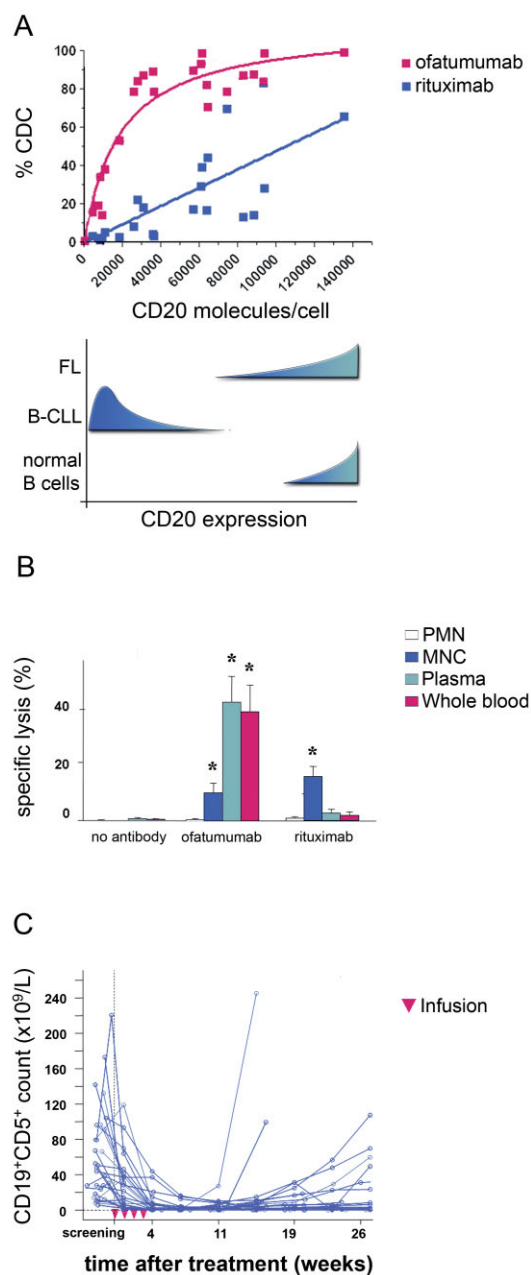 A
100
80
60
40
20
0
% CDC
0
20000
40000
60000
80000
100000
120000
140000
CD20 molecules/cell
ofatumumab
rituximab
FL
B-CLL
normal
B cells
CD20 expression
B
specific lysis (%)
40
20
0
* * * *
no antibody ofatumumab rituximab
PMN
MNC
Plasma
Whole blood
C
CD19+CD5+ count (x10⁹/L)
240
200
160
120
80
40
0
screening 4 11 19 26
time after treatment (weeks)
Infusion